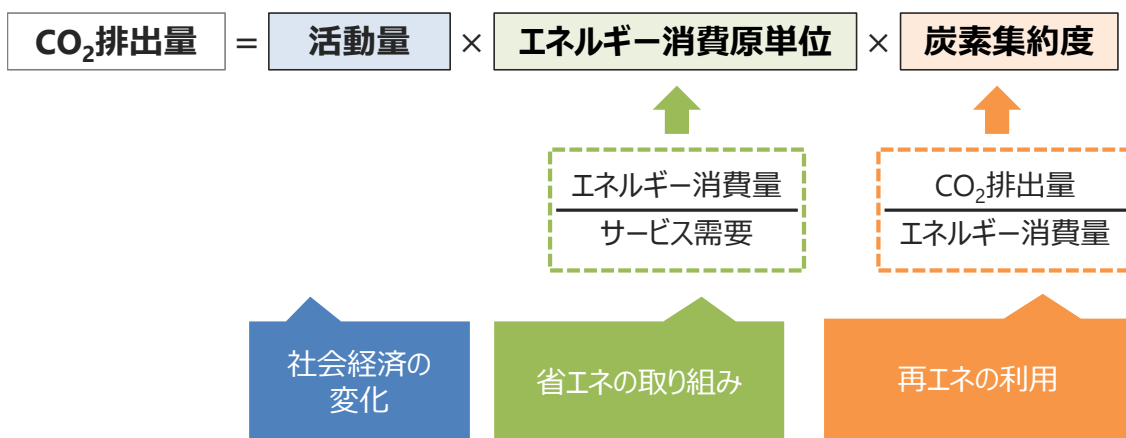 CO₂排出量 = 活動量 × エネルギー消費原単位 × 炭素集約度
エネルギー消費量
サービス需要
CO₂排出量
エネルギー消費量
社会経済の
変化
省エネの取り組み
再エネの利用